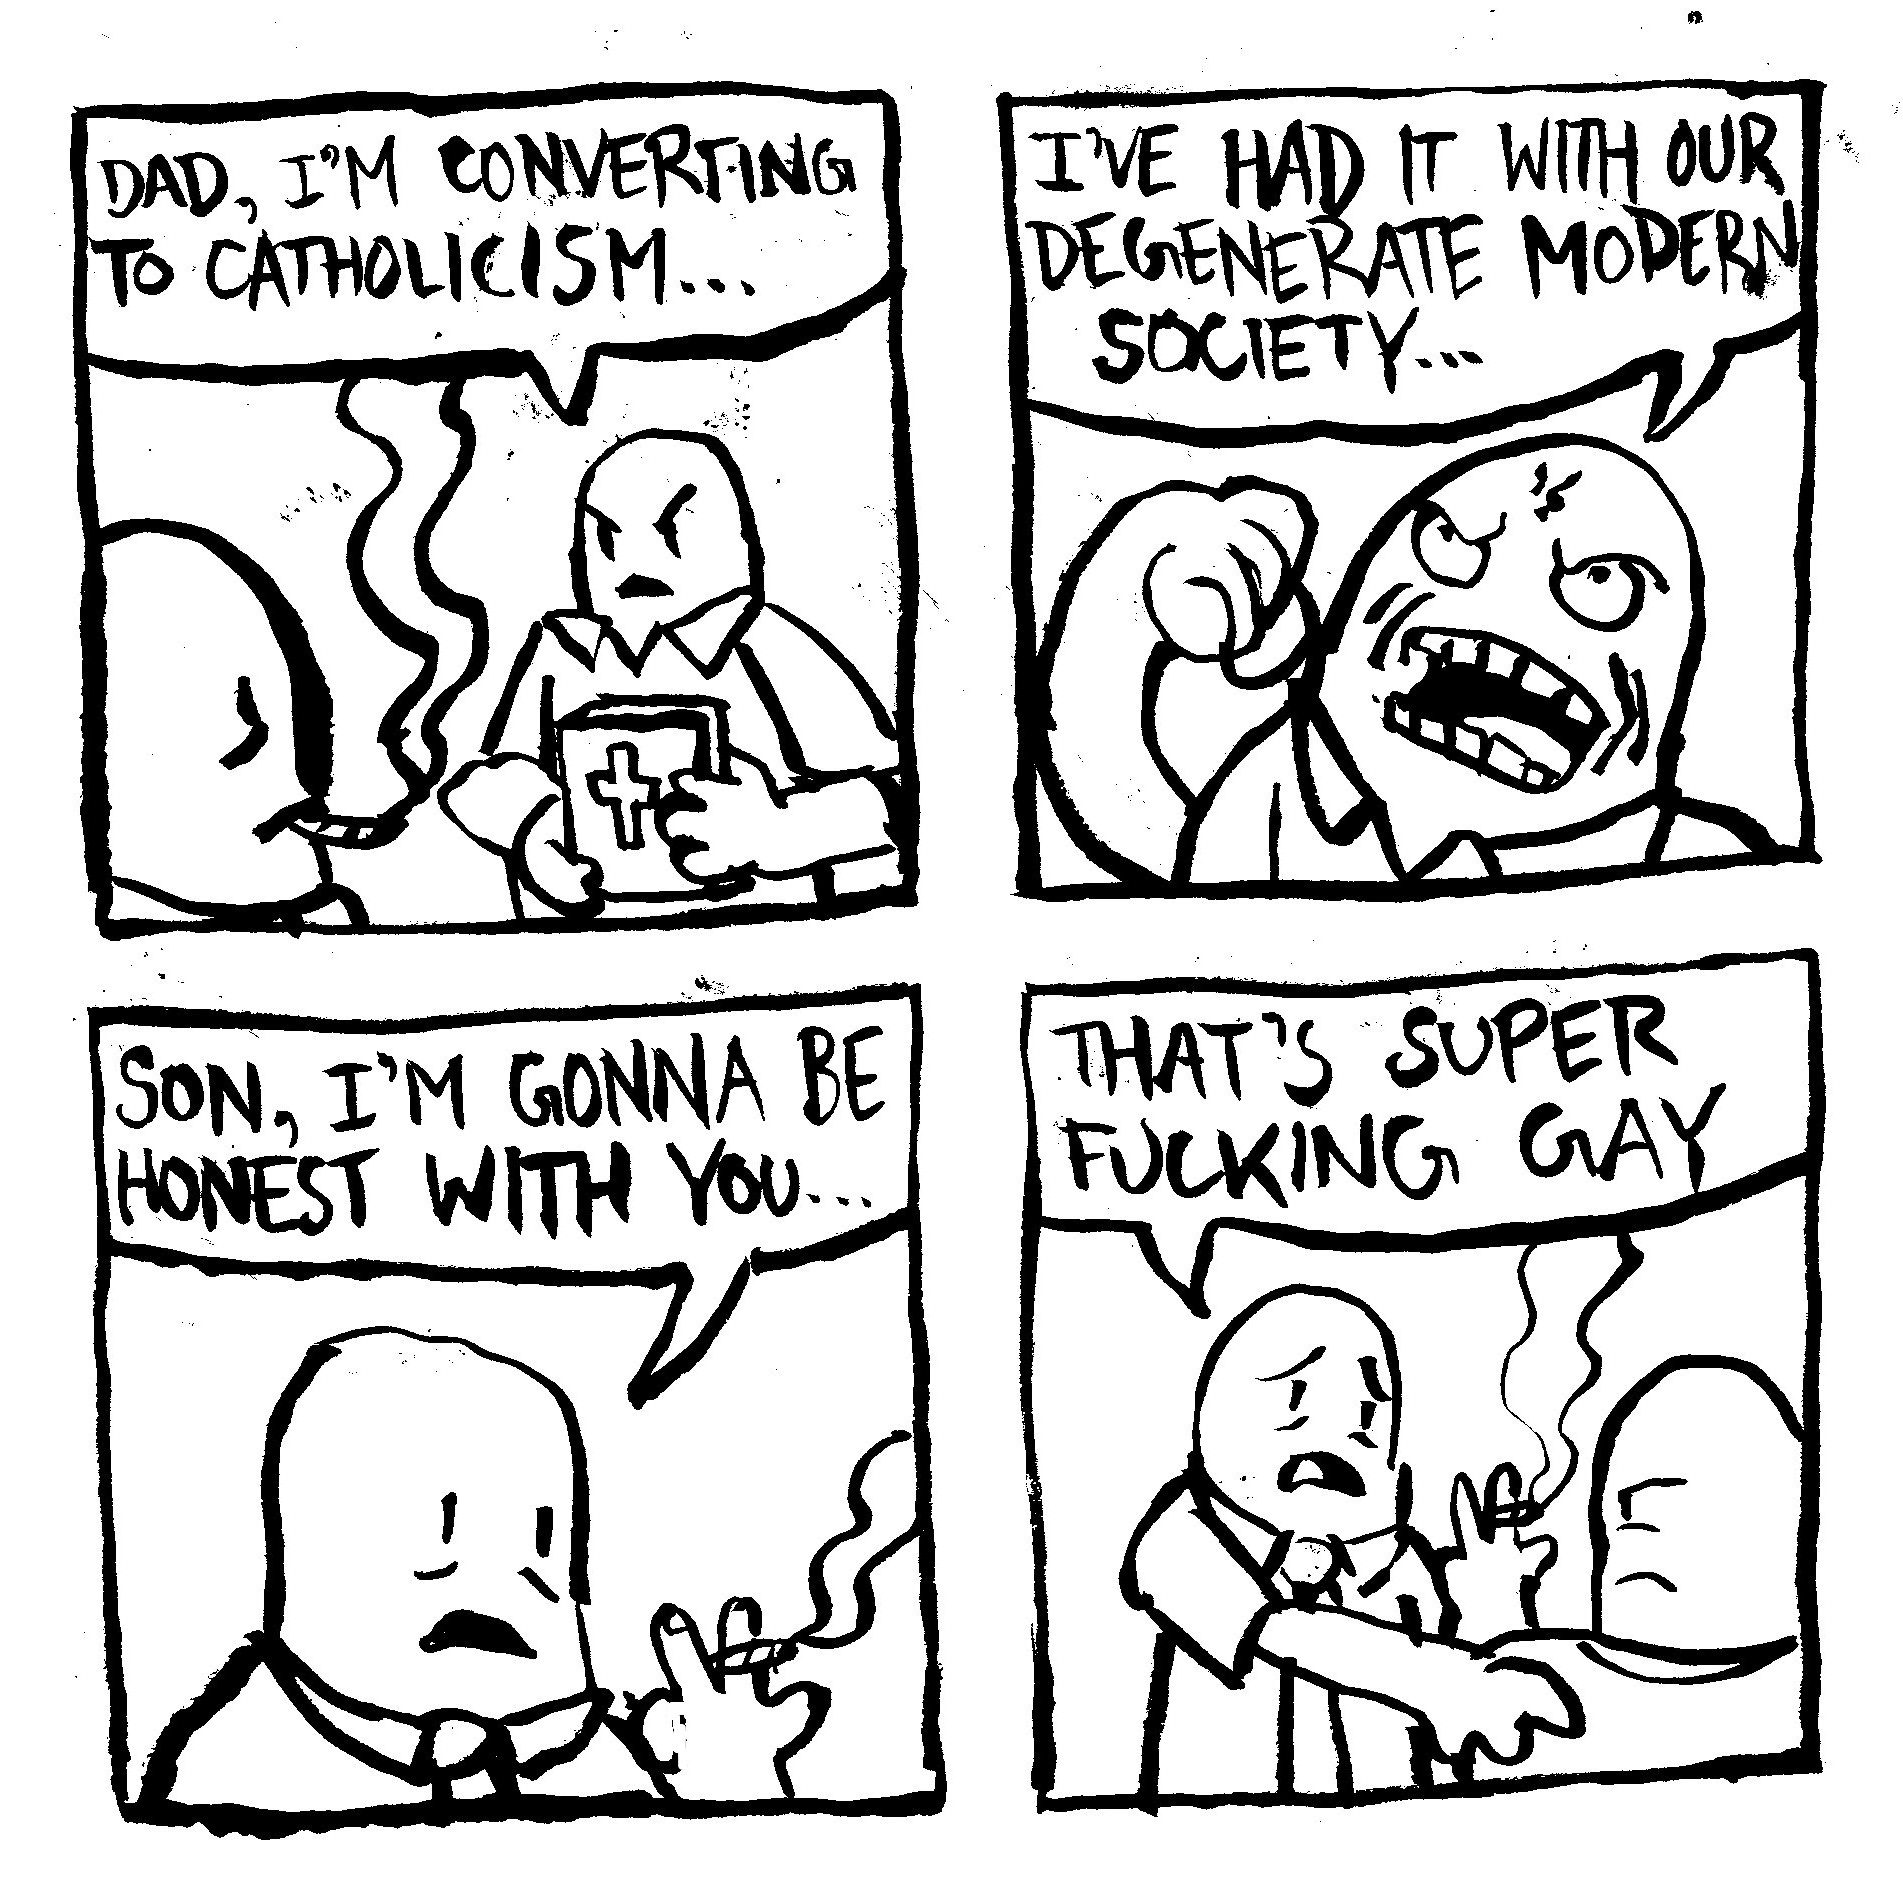 DAD, I'M CONVERTING
TO CATHOLICISM...
I'VE HAD IT WITH OUR
DEGENERATE MODERN
SOCIETY...
SON, I'M GONNA BE
HONEST WITH YOU...
THAT'S SUPER
FUCKING GAY